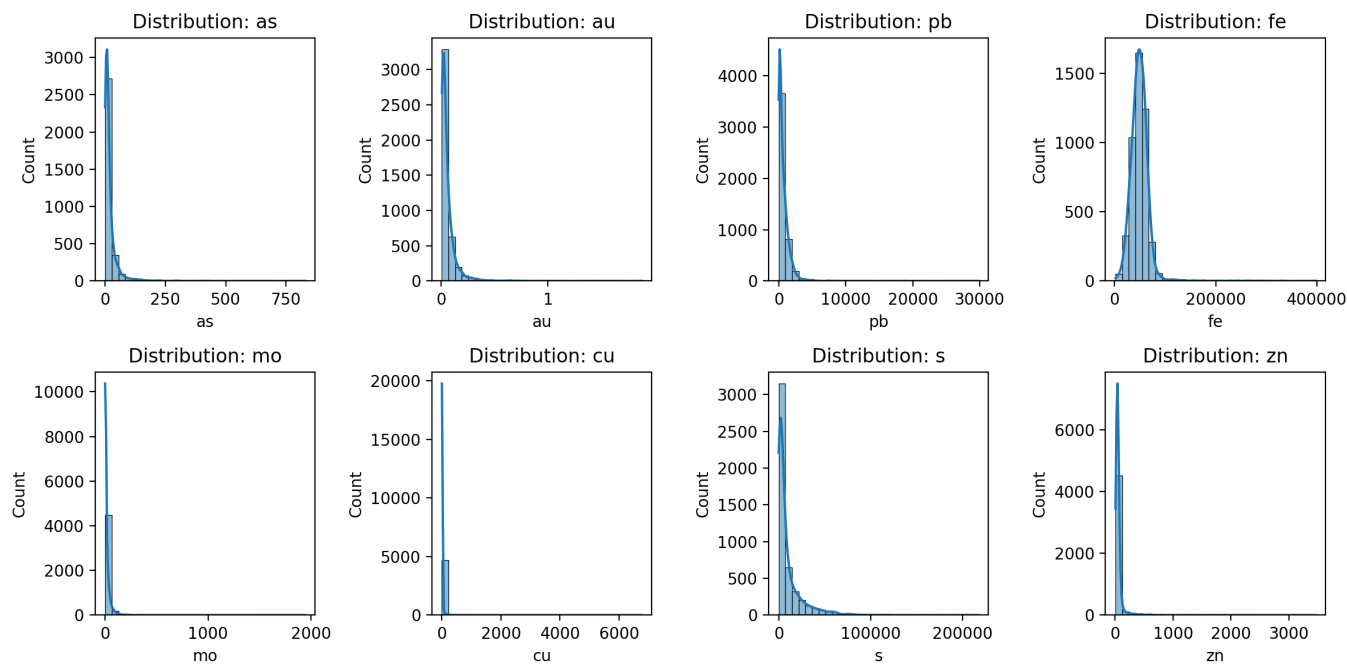 Distribution: as
Distribution: au
Distribution: pb
Distribution: fe
3000
2500
2000
1500
1000
500
0
Count
0 250 500 750
as
3000
2500
2000
1500
1000
500
0
Count
0 1
au
4000
3000
2000
1000
0
Count
0 10000 20000 30000
pb
1500
1000
500
0
Count
0 200000 400000
fe
Distribution: mo
Distribution: cu
Distribution: s
Distribution: zn
10000
8000
6000
4000
2000
0
Count
0 1000 2000
mo
20000
15000
10000
5000
0
Count
0 2000 4000 6000
cu
3000
2500
2000
1500
1000
500
0
Count
0 100000 200000
s
6000
4000
2000
0
Count
0 1000 2000 3000
zn